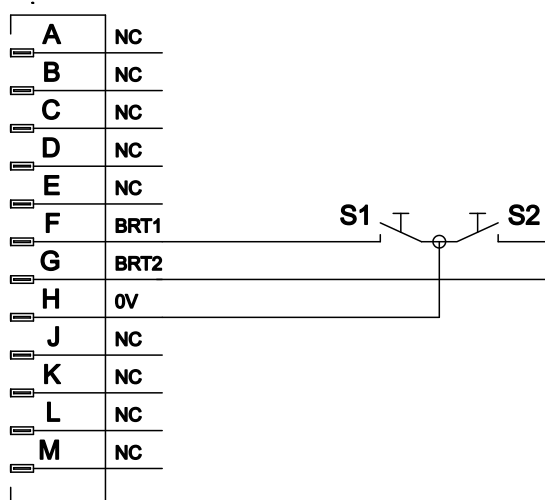 A NC
B NC
C NC
D NC
E NC
F BRT1 S1 S2
G BRT2
H 0V
J NC
K NC
L NC
M NC